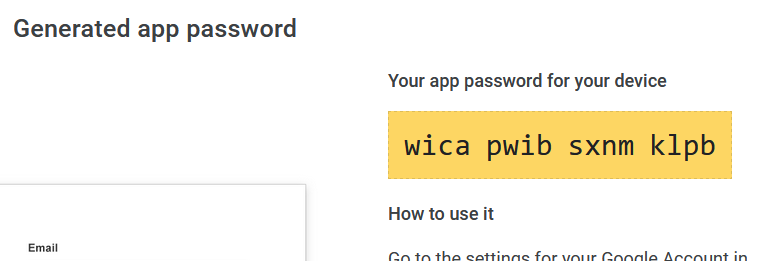 Generated app password
Your app password for your device
wica pwib sxnm klpb
How to use it
Email
Go to the settings for your Google Account in